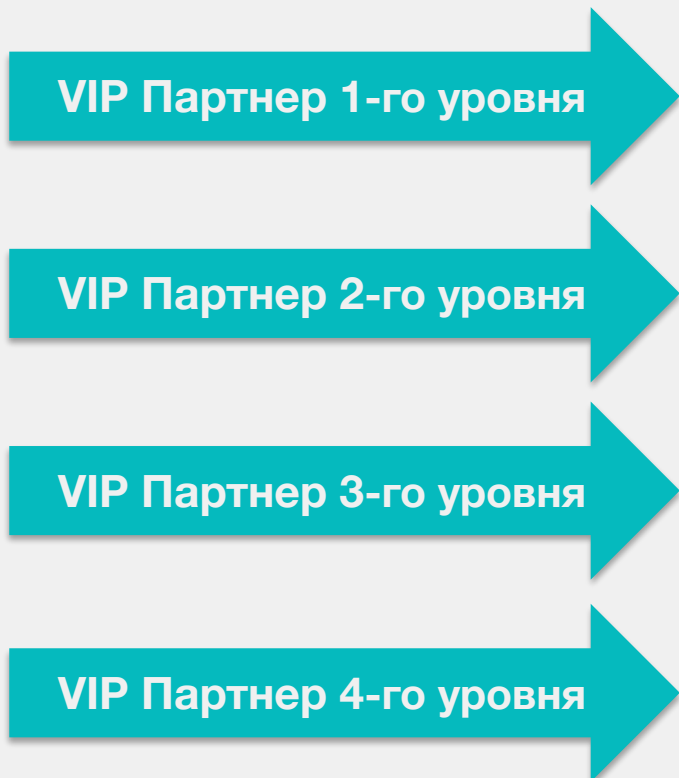 VIP Партнер 1-го уровня
VIP Партнер 2-го уровня
VIP Партнер 3-го уровня
VIP Партнер 4-го уровня